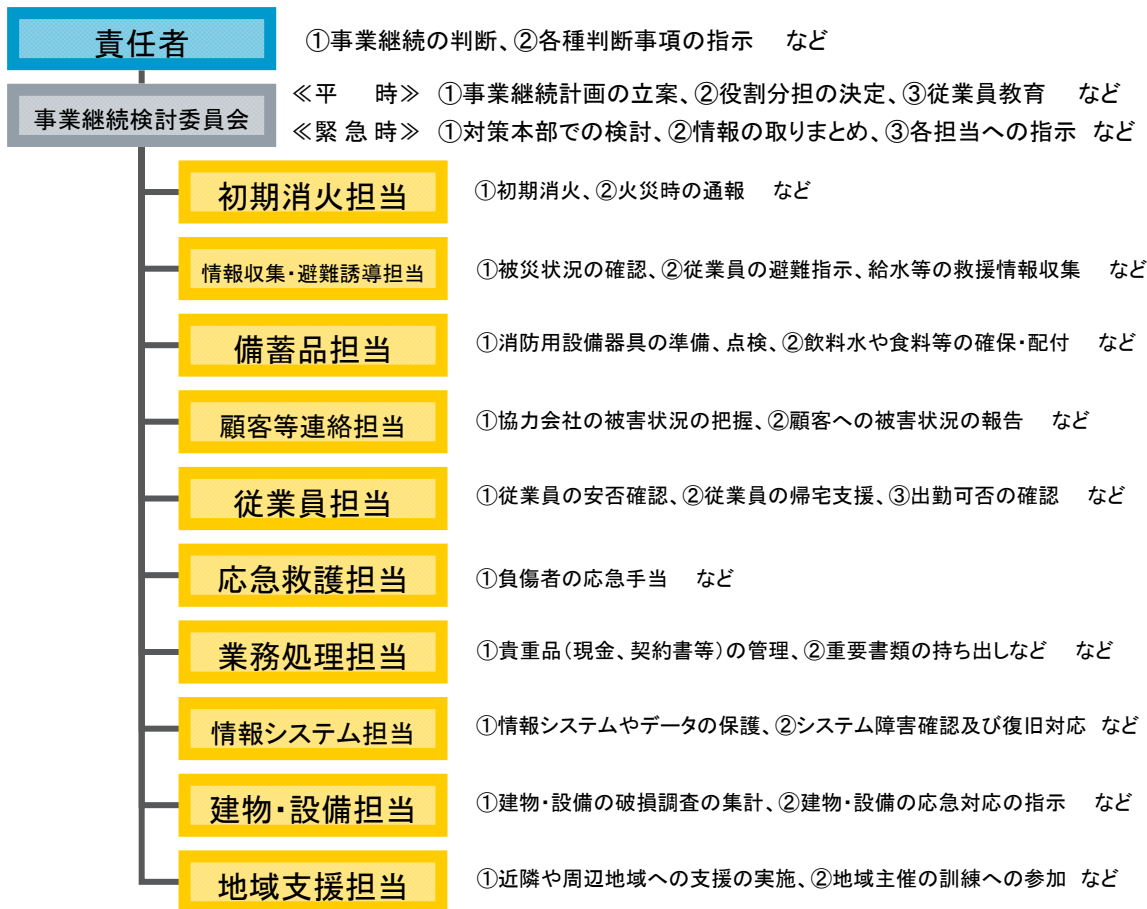 責任者 ①事業継続の判断、②各種判断事項の指示 など
事業継続検討委員会
≪平 時≫ ①事業継続計画の立案、②役割分担の決定、③従業員教育 など
≪緊急時≫ ①対策本部での検討、②情報の取りまとめ、③各担当への指示 など
初期消火担当 ①初期消火、②火災時の通報 など
情報収集・避難誘導担当 ①被災状況の確認、②従業員の避難指示、給水等の救援情報収集 など
備蓄品担当 ①消防用設備器具の準備、点検、②飲料水や食料等の確保・配付 など
顧客等連絡担当 ①協力会社の被害状況の把握、②顧客への被害状況の報告 など
従業員担当 ①従業員の安否確認、②従業員の帰宅支援、③出勤可否の確認 など
応急救護担当 ①負傷者の応急手当 など
業務処理担当 ①貴重品(現金、契約書等)の管理、②重要書類の持ち出しなど など
情報システム担当 ①情報システムやデータの保護、②システム障害確認及び復旧対応 など
建物・設備担当 ①建物・設備の破損調査の集計、②建物・設備の応急対応の指示 など
地域支援担当 ①近隣や周辺地域への支援の実施、②地域主催の訓練への参加 など